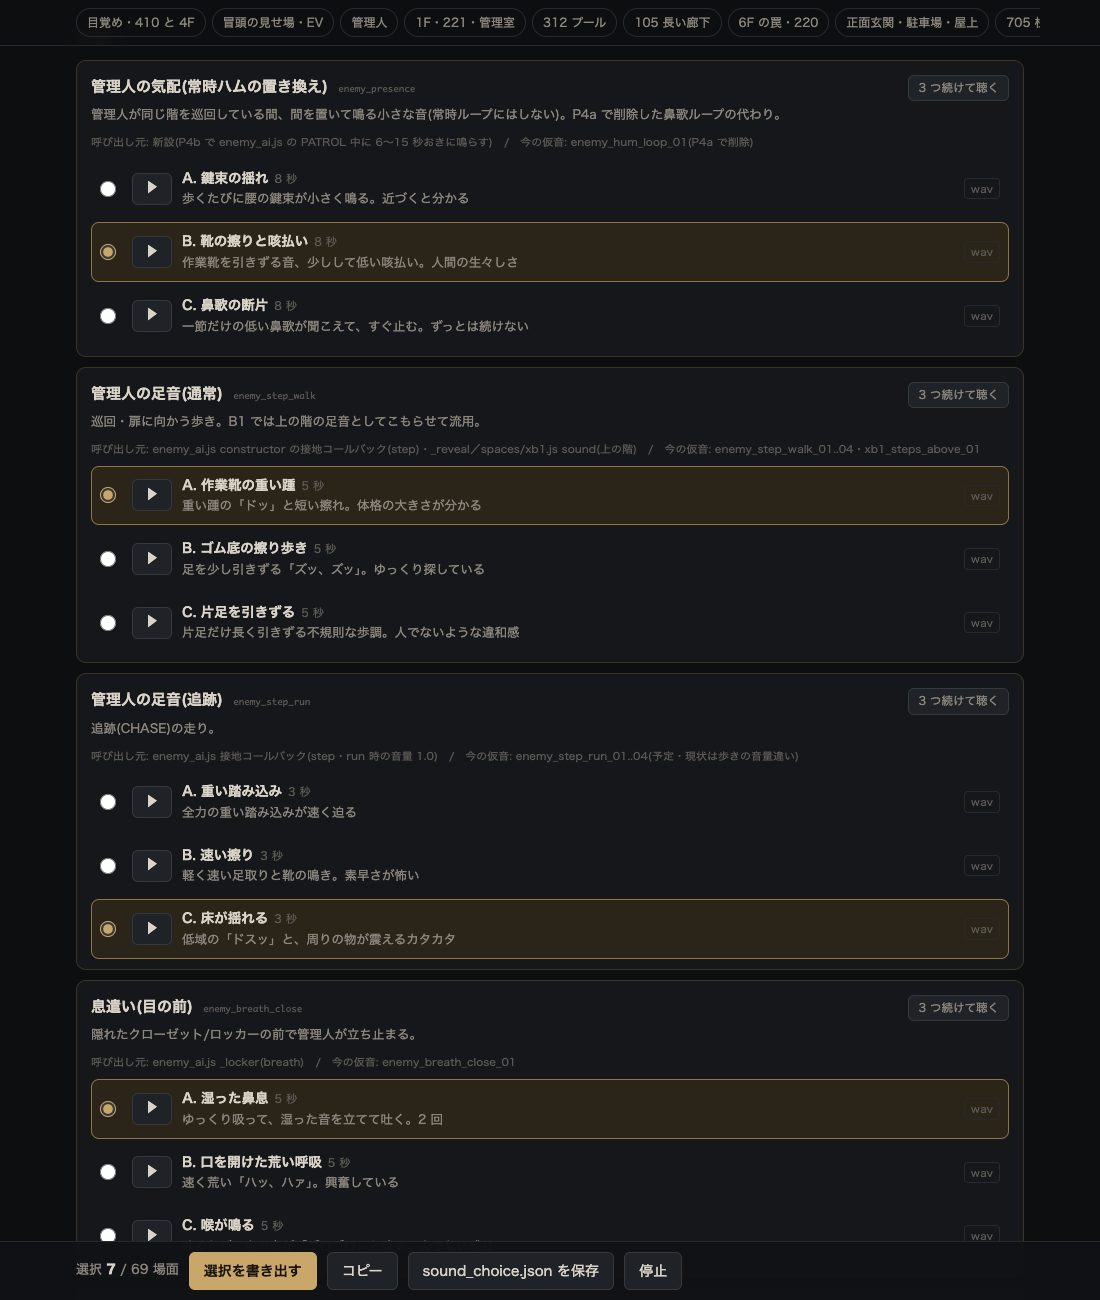 目覚め・410 と 4F
冒頭の見せ場・EV
管理人
1F・221・管理室
312 プール
105 長い廊下
6F の罠・220
正面玄関・駐車場・屋上
705
管理人の気配(常時ハムの置き換え) enemy_presence
3 つ続けて聴く
管理人が同じ階を巡回している間、間を置いて鳴る小さな音(常時ループにはしない)。P4a で削除した鼻歌ループの代わり。
呼び出し元: 新設(P4b で enemy_ai.js の PATROL 中に 6〜15 秒おきに鳴らす) / 今の仮音: enemy_hum_loop_01(P4a で削除)
A. 鍵束の揺れ 8 秒
wav
歩くたびに腰の鍵束が小さく鳴る。近づくと分かる
B. 靴の擦りと咳払い 8 秒
wav
作業靴を引きずる音、少しして低い咳払い。人間の生々しさ
C. 鼻歌の断片 8 秒
wav
一節だけの低い鼻歌が聞こえて、すぐ止む。ずっとは続けない
管理人の足音(通常) enemy_step_walk
3 つ続けて聴く
巡回・扉に向かう歩き。B1 では上の階の足音としてこもらせて流用。
呼び出し元: enemy_ai.js constructor の接地コールバック(step)・_reveal／spaces/xb1.js sound(上の階) / 今の仮音: enemy_step_walk_01..04・xb1_steps_above_01
A. 作業靴の重い踵 5 秒
wav
重い踵の「ドッ」と短い擦れ。体格の大きさが分かる
B. ゴム底の擦り歩き 5 秒
wav
足を少し引きずる「ズッ、ズッ」。ゆっくり探している
C. 片足を引きずる 5 秒
wav
片足だけ長く引きずる不規則な歩調。人でないような違和感
管理人の足音(追跡) enemy_step_run
3 つ続けて聴く
追跡(CHASE)の走り。
呼び出し元: enemy_ai.js 接地コールバック(step・run 時の音量 1.0) / 今の仮音: enemy_step_run_01..04(予定・現状は歩きの音量違い)
A. 重い踏み込み 3 秒
wav
全力の重い踏み込みが速く迫る
B. 速い擦り 3 秒
wav
軽く速い足取りと靴の鳴き。素早さが怖い
C. 床が揺れる 3 秒
wav
低域の「ドスッ」と、周りの物が震えるカタカタ
息遣い(目の前) enemy_breath_close
3 つ続けて聴く
隠れたクローゼット/ロッカーの前で管理人が立ち止まる。
呼び出し元: enemy_ai.js _locker(breath) / 今の仮音: enemy_breath_close_01
A. 湿った鼻息 5 秒
wav
ゆっくり吸って、湿った音を立てて吐く。2 回
B. 口を開けた荒い呼吸 5 秒
wav
速く荒い「ハッ、ハァ」。興奮している
C. 喉が鳴る 5 秒
wav
選択 7 / 69 場面
選択を書き出す
コピー
sound_choice.json を保存
停止